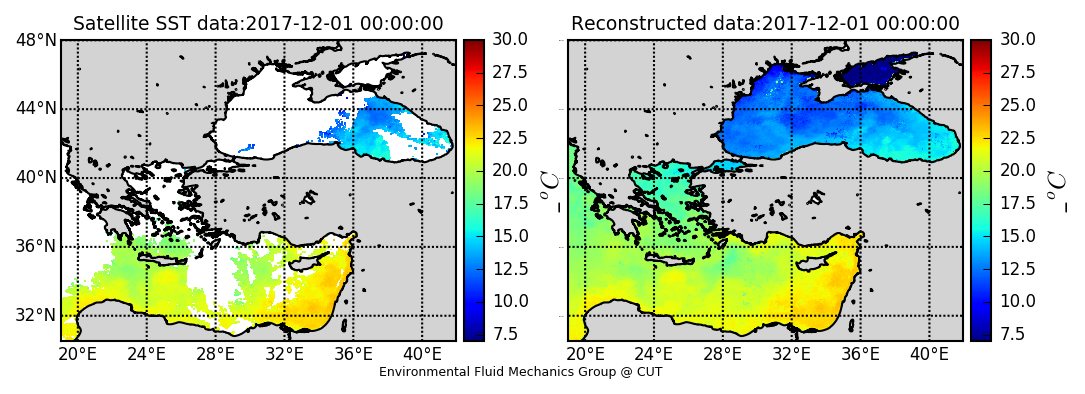 Satellite SST data:2017-12-01 00:00:00
48°N
44°N
40°N
36°N
32°N
20°E 24°E 28°E 32°E 36°E 40°E
30.0
27.5
25.0
22.5
20.0
17.5
15.0
12.5
10.0
7.5
_°C
Reconstructed data:2017-12-01 00:00:00
20°E 24°E 28°E 32°E 36°E 40°E
30.0
27.5
25.0
22.5
20.0
17.5
15.0
12.5
10.0
7.5
_°C
Environmental Fluid Mechanics Group @ CUT